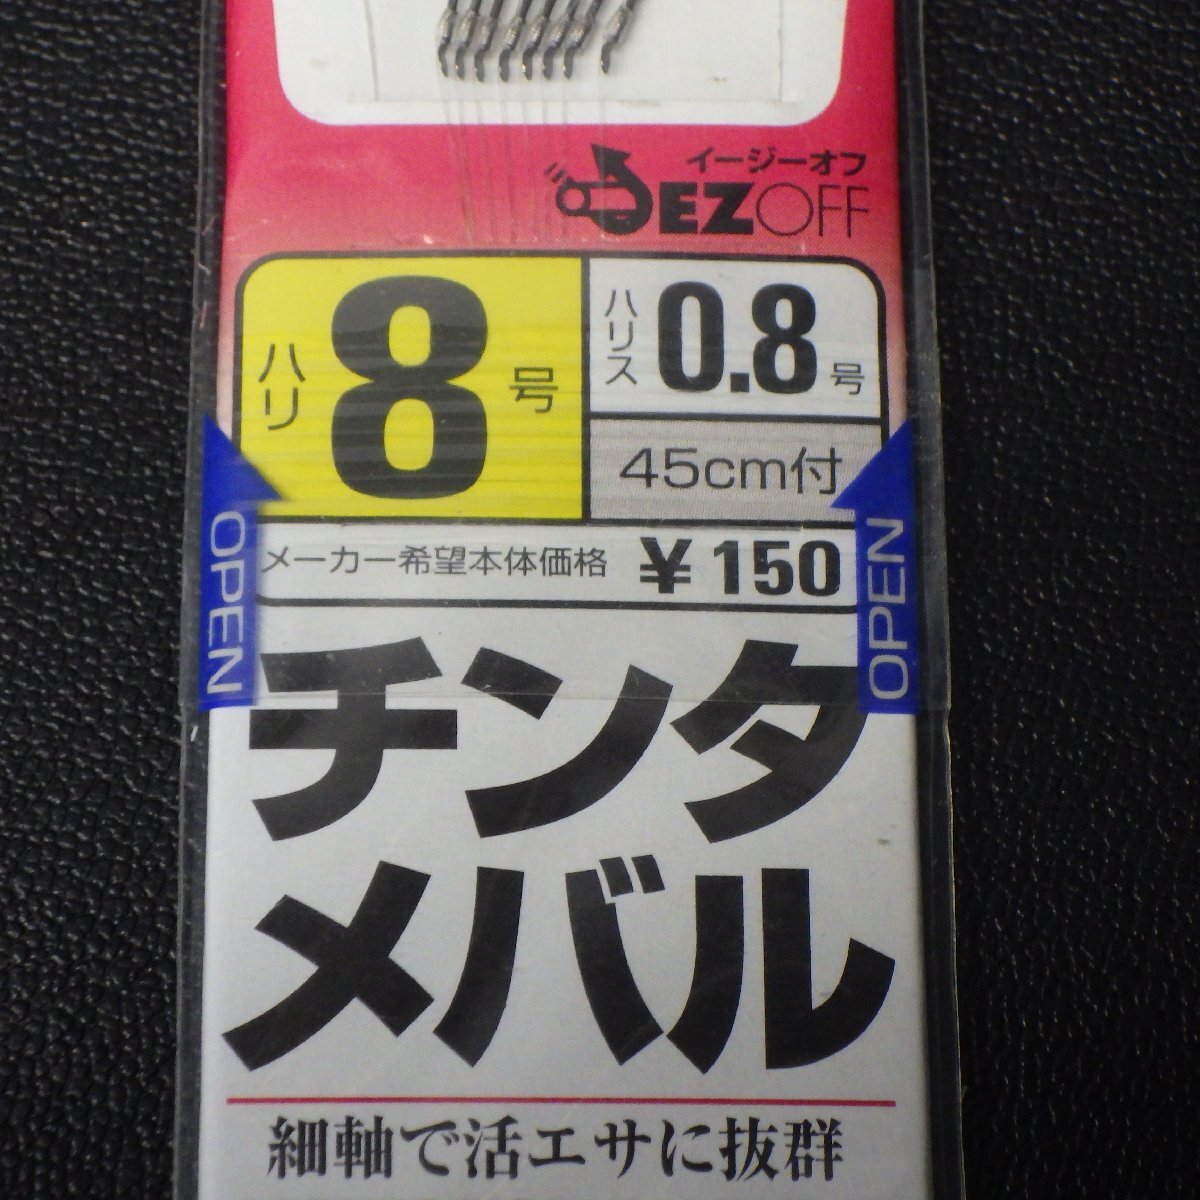 イージーオフ
EZOFF
ハリ 8 号
ハリス 0.8 号
45cm付
メーカー希望本体価格 ¥150
OPEN
OPEN
チンタ
メバル
細軸で活エサに抜群